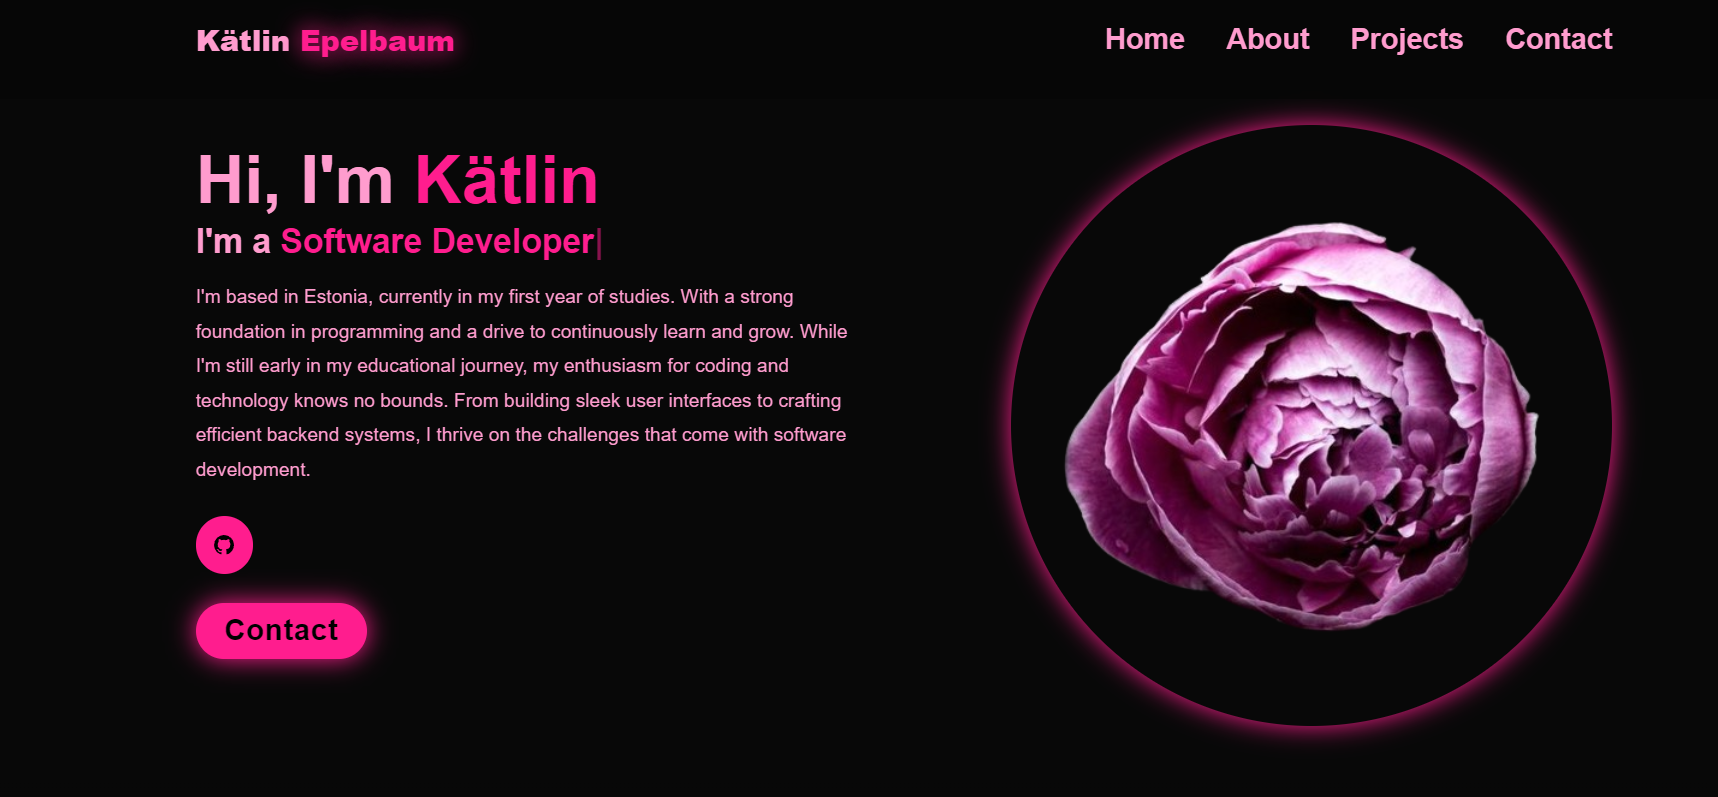 Kätlin Epelbaum
Home About Projects Contact
Hi, I'm Kätlin
I'm a Software Developer|
I'm based in Estonia, currently in my first year of studies. With a strong
foundation in programming and a drive to continuously learn and grow. While
I'm still early in my educational journey, my enthusiasm for coding and
technology knows no bounds. From building sleek user interfaces to crafting
efficient backend systems, I thrive on the challenges that come with software
development.
Contact